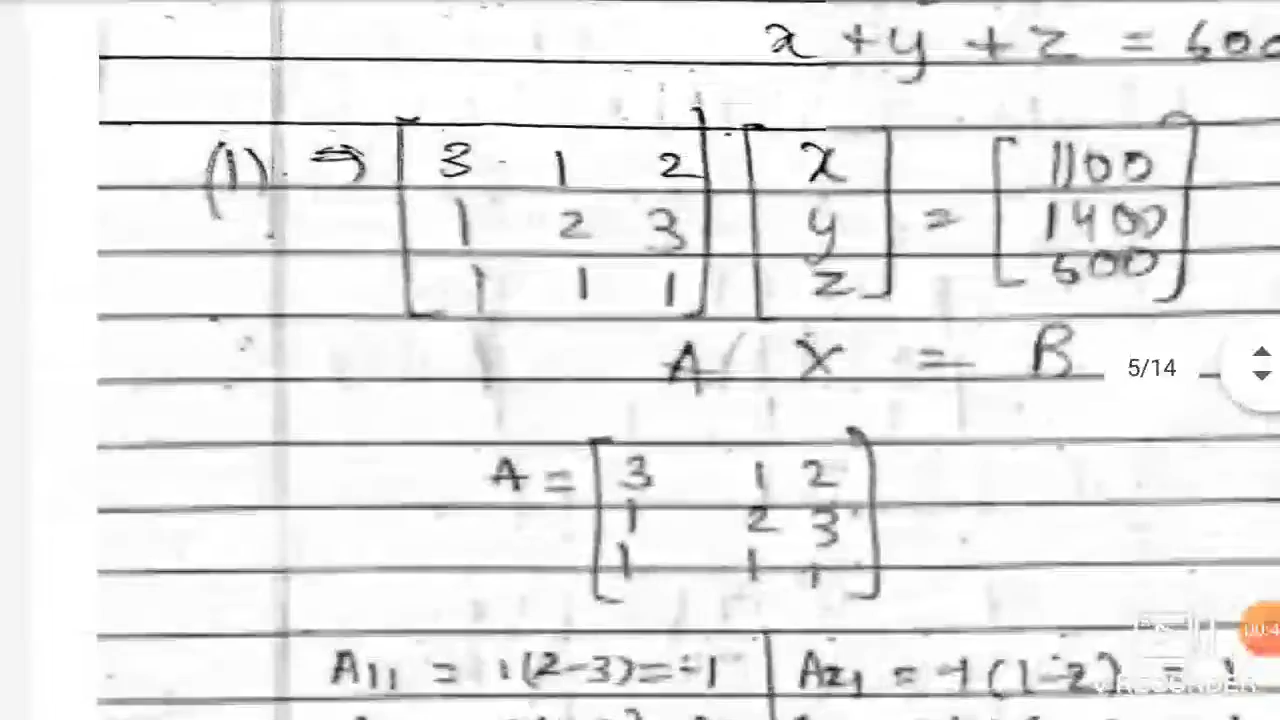 x + y + z = 600
(1) ⇒ [ 3 1 2 ] [ x ] = [ 1100 ]
1 2 3 y 1400
1 1 1 z 600
A X = B
5/14
A = [ 3 1 2 ]
1 2 3
1 1 1
A11 = 1(2-3) = -1 A21 = -1(1-2) =
V RECORDER